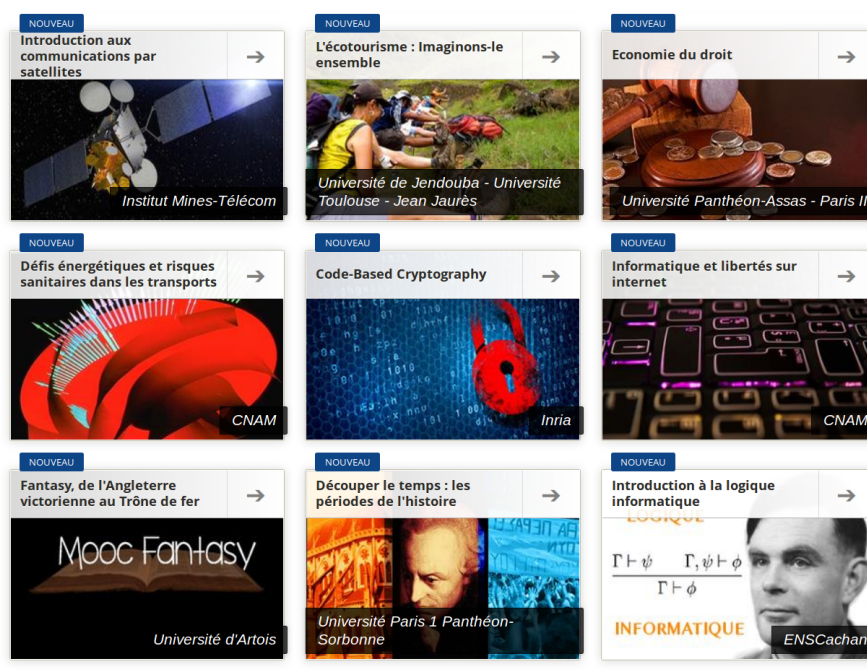 NOUVEAU
Introduction aux
communications par
satellites
Institut Mines-Télécom
NOUVEAU
L'écotourisme : Imaginons-le
ensemble
Université de Jendouba - Université
Toulouse - Jean Jaurès
NOUVEAU
Economie du droit
Université Panthéon-Assas - Paris II
NOUVEAU
Défis énergétiques et risques
sanitaires dans les transports
CNAM
NOUVEAU
Code-Based Cryptography
Inria
NOUVEAU
Informatique et libertés sur
internet
CNAM
NOUVEAU
Fantasy, de l'Angleterre
victorienne au Trône de fer
Mooc Fantasy
Université d'Artois
NOUVEAU
Découper le temps : les
périodes de l'histoire
Université Paris 1 Panthéon-
Sorbonne
NOUVEAU
Introduction à la logique
informatique
LOGIQUE
Γ ⊢ ψ Γ, ψ ⊢ ϕ
Γ ⊢ ϕ
INFORMATIQUE
ENSCachan